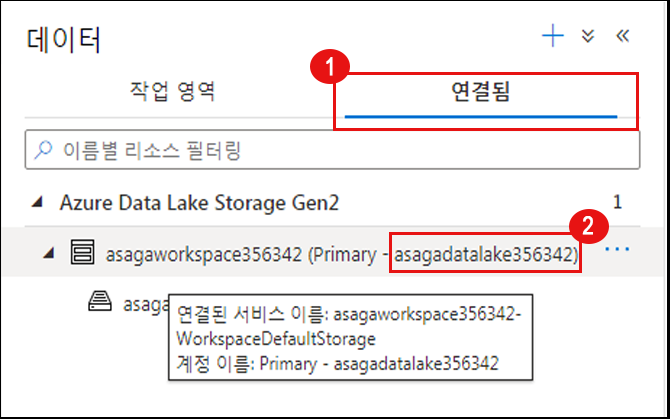 데이터
1
작업 영역
연결됨
이름별 리소스 필터링
Azure Data Lake Storage Gen2 1
2
asagaworkspace356342 (Primary - asagadatalake356342)
asaga
연결된 서비스 이름: asagaworkspace356342-
WorkspaceDefaultStorage
계정 이름: Primary - asagadatalake356342